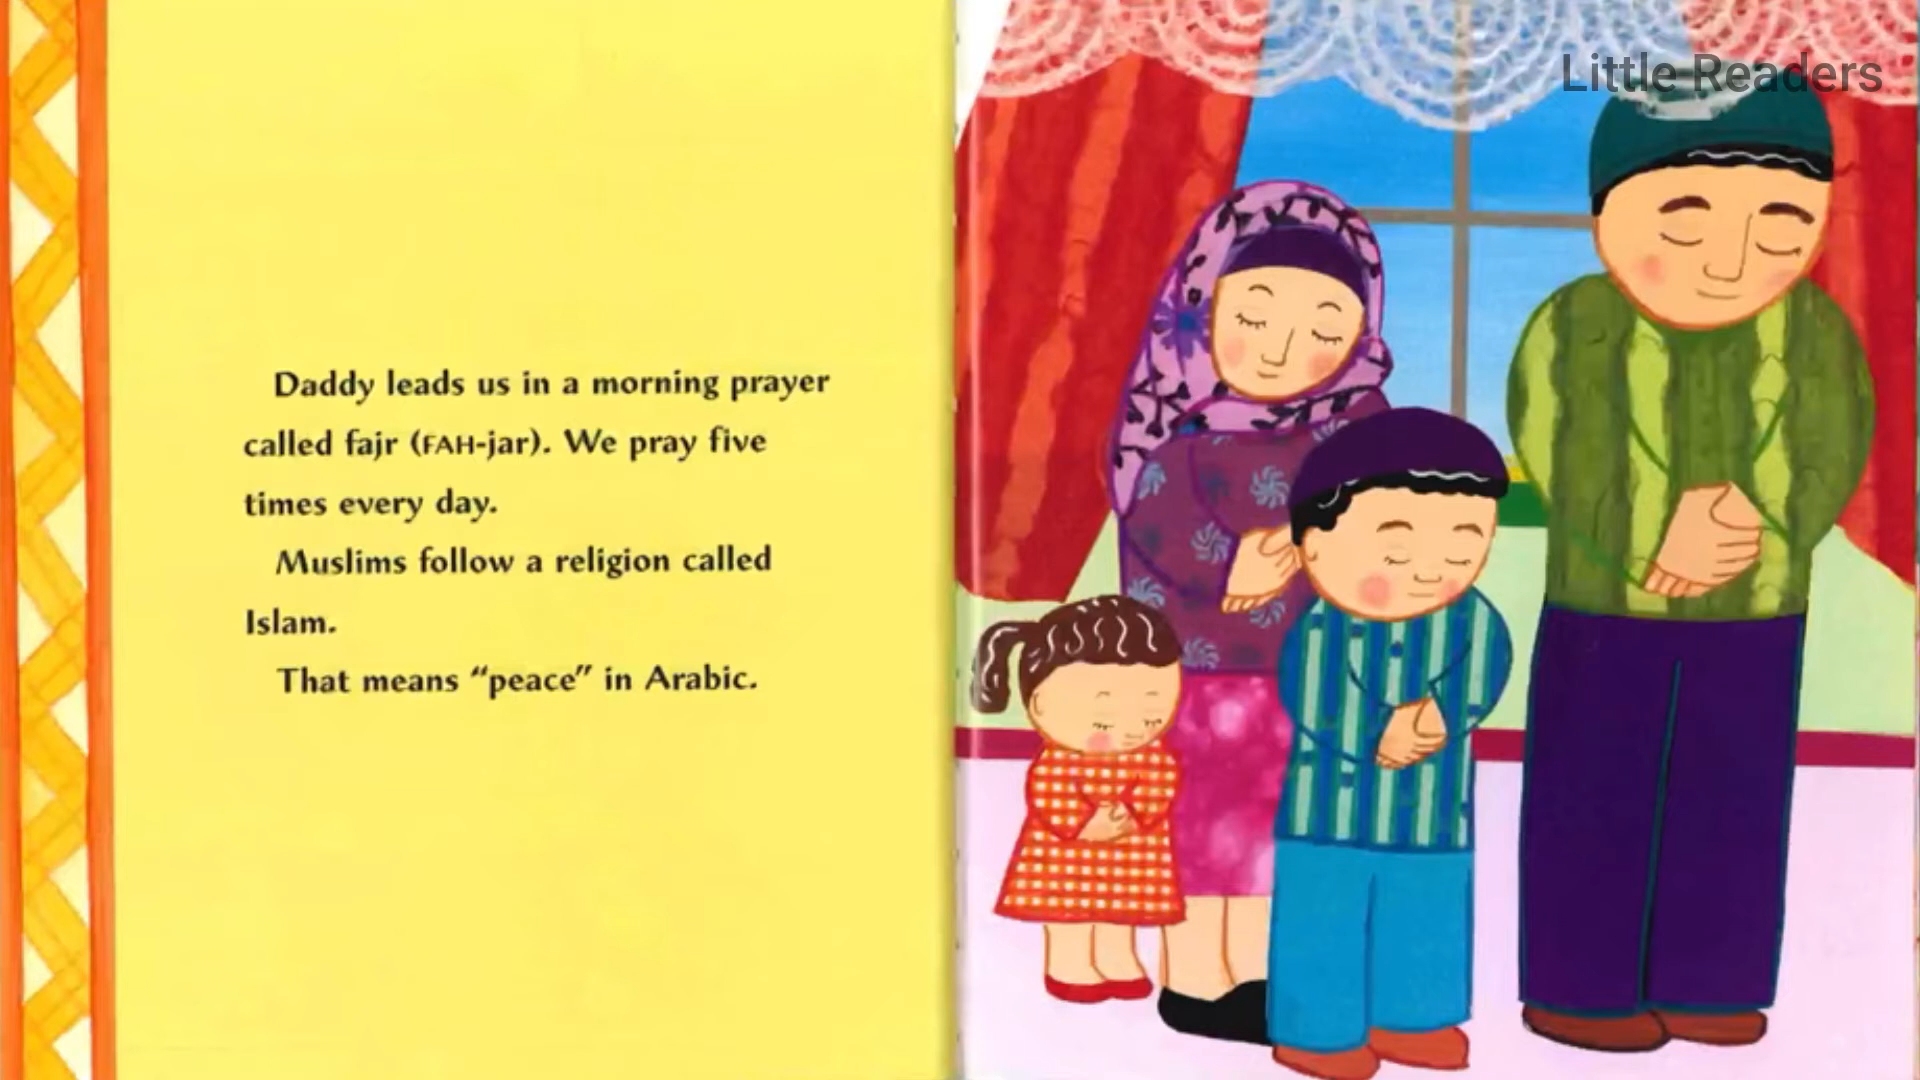 Little Readers
Daddy leads us in a morning prayer
called fajr (FAH-jar). We pray five
times every day.
Muslims follow a religion called
Islam.
That means “peace” in Arabic.